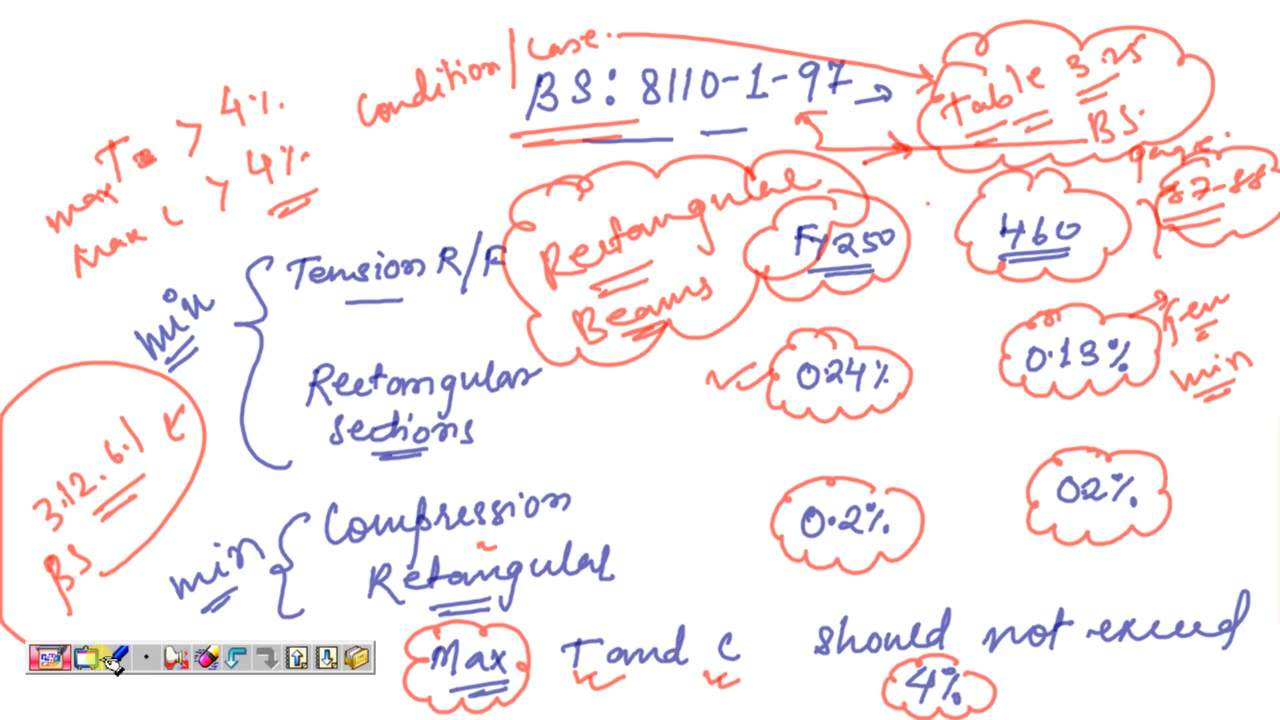 Condition/Case
BS: 8110-1-97
Table 3.25
BS.
page.
87-88
max T > 4%.
Max C > 4%
min
Tension R/F
Rectangular
sections
Rectangular
Beams
Fy 250
460
0.24%
0.13%
min
3.12.6.1
BS
min
Compression
Retangular
0.2%
0.2%
Max T and C should not exceed
4%